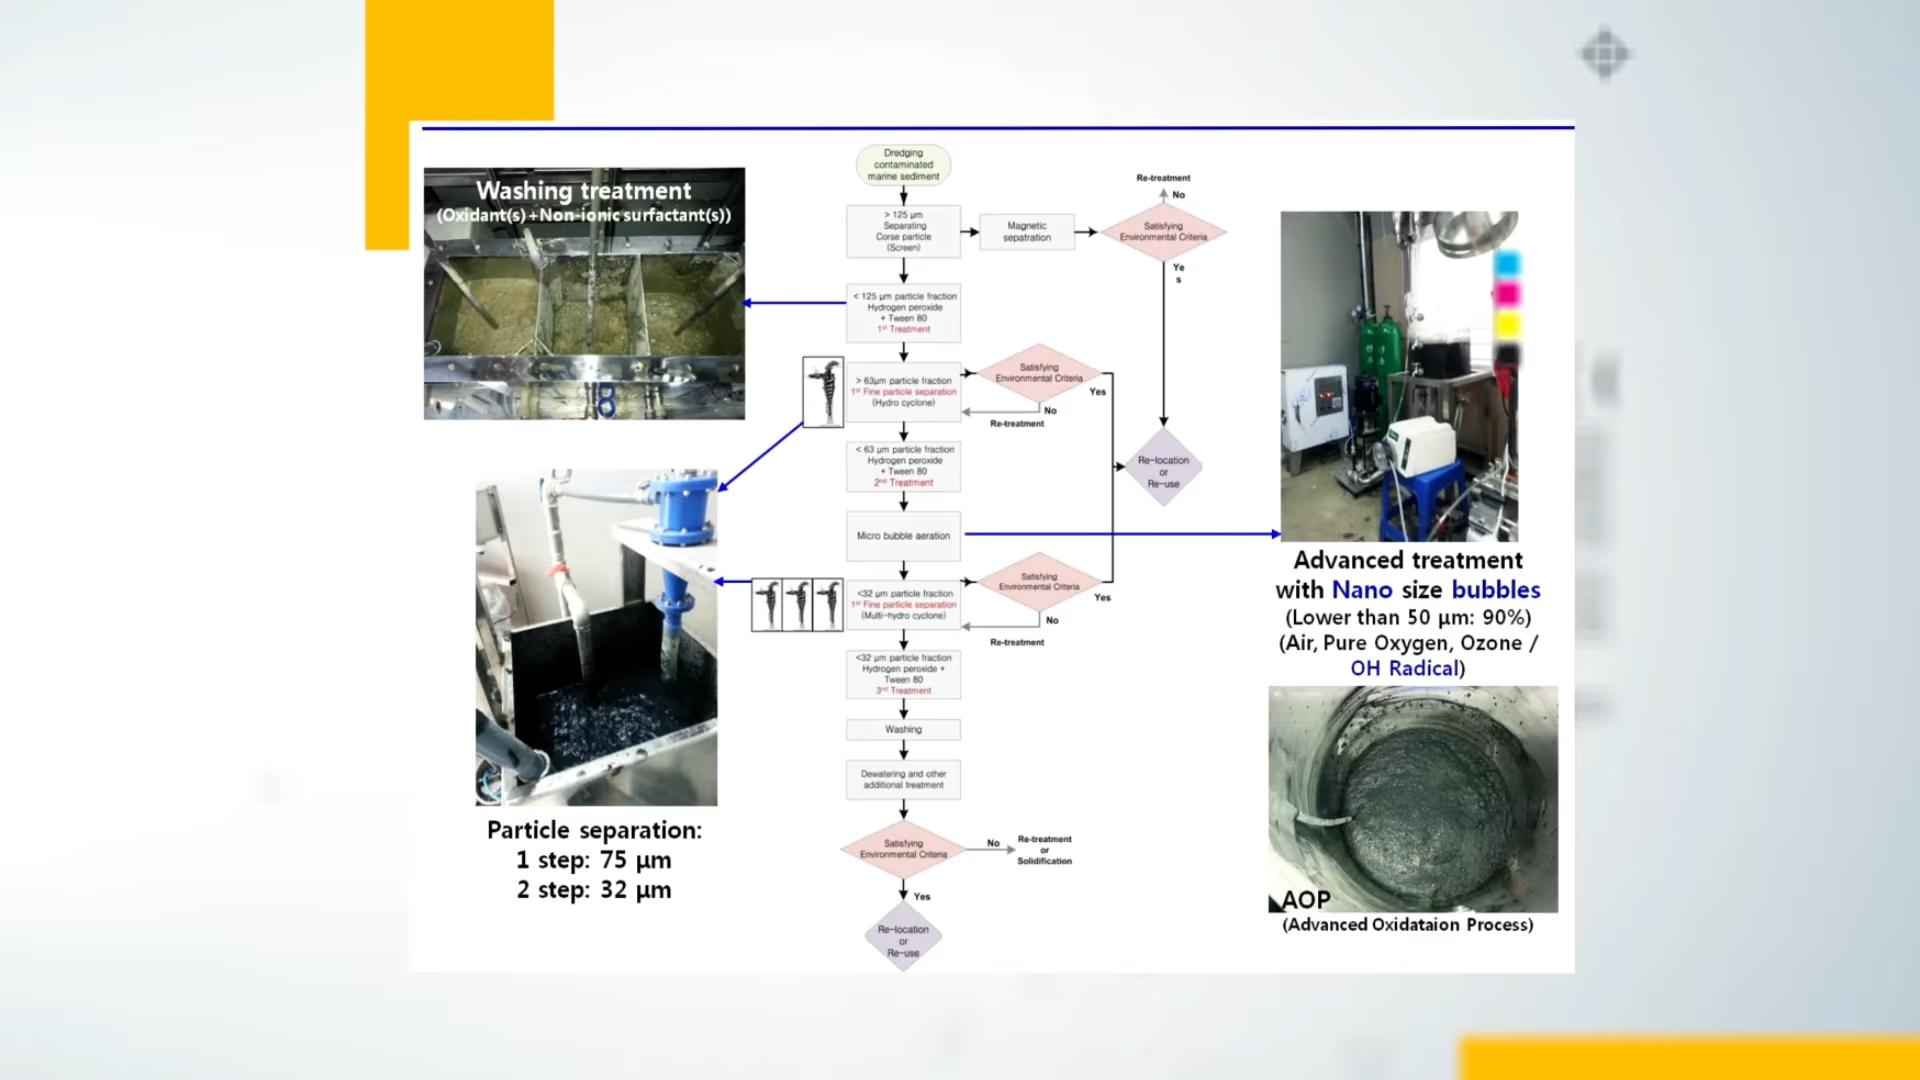 Washing treatment
(Oxidant(s)+Non-ionic surfactant(s))
Particle separation:
1 step: 75 μm
2 step: 32 μm
Dredging
contaminated
marine sediment
> 125 μm
Separating
Corse particle
(Screen)
Magnetic
sepatration
Re-treatment
No
Satisfying
Environmental Criteria
Ye
s
< 125 μm particle fraction
Hydrogen peroxide
+ Tween 80
1st Treatment
> 63μm particle fraction
1st Fine particle separation
(Hydro cyclone)
Satisfying
Environmental Criteria
Yes
No
Re-treatment
< 63 μm particle fraction
Hydrogen peroxide
+ Tween 80
2nd Treatment
Re-location
or
Re-use
Micro bubble aeration
<32 μm particle fraction
1st Fine particle separation
(Multi-hydro cyclone)
Satisfying
Environmental Criteria
Yes
No
Re-treatment
<32 μm particle fraction
Hydrogen peroxide +
Tween 80
3rd Treatment
Washing
Dewatering and other
additional treatment
Satisfying
Environmental Criteria
No
Re-treatment
or
Solidification
Yes
Re-location
or
Re-use
Advanced treatment
with Nano size bubbles
(Lower than 50 μm: 90%)
(Air, Pure Oxygen, Ozone /
OH Radical)
AOP
(Advanced Oxidataion Process)